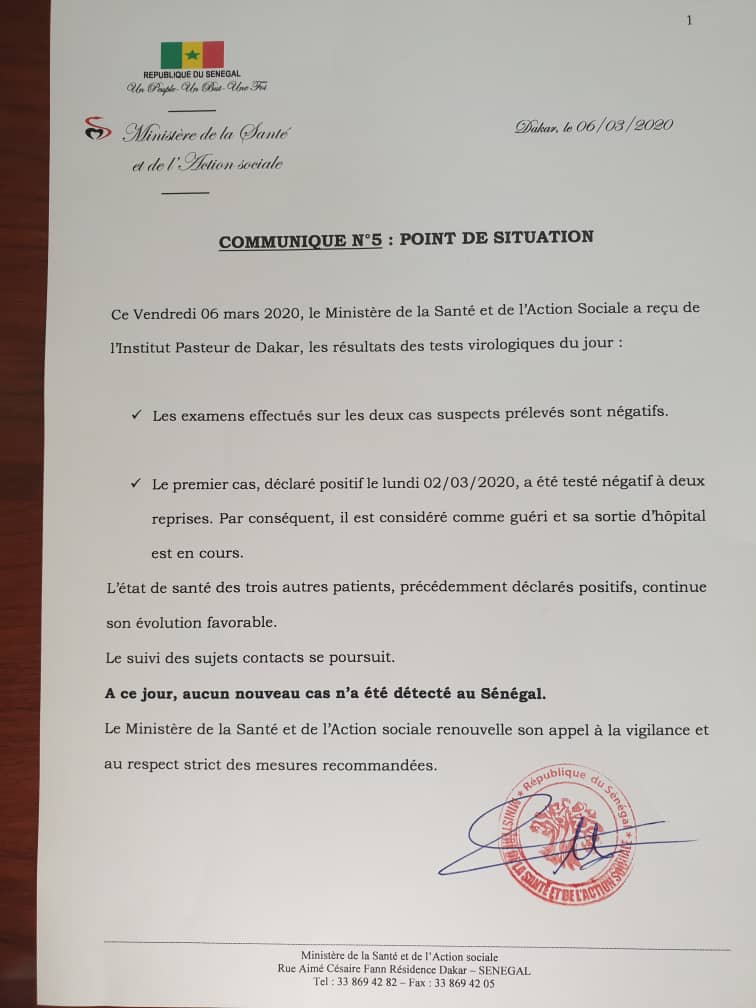 1
REPUBLIQUE DU SENEGAL
Un Peuple-Un But-Une Foi
Ministère de la Santé
et de l'Action sociale
Dakar, le 06/03/2020
COMMUNIQUE N°5 : POINT DE SITUATION
Ce Vendredi 06 mars 2020, le Ministère de la Santé et de l'Action Sociale a reçu de
l'Institut Pasteur de Dakar, les résultats des tests virologiques du jour :
✓ Les examens effectués sur les deux cas suspects prélevés sont négatifs.
✓ Le premier cas, déclaré positif le lundi 02/03/2020, a été testé négatif à deux
reprises. Par conséquent, il est considéré comme guéri et sa sortie d'hôpital
est en cours.
L'état de santé des trois autres patients, précédemment déclarés positifs, continue
son évolution favorable.
Le suivi des sujets contacts se poursuit.
A ce jour, aucun nouveau cas n'a été détecté au Sénégal.
Le Ministère de la Santé et de l'Action sociale renouvelle son appel à la vigilance et
au respect strict des mesures recommandées.
République du Sénégal
MINISTERE DE LA SANTE ET DE L'ACTION SOCIALE
Ministère de la Santé et de l'Action sociale
Rue Aimé Césaire Fann Résidence Dakar – SENEGAL
Tel : 33 869 42 82 – Fax : 33 869 42 05